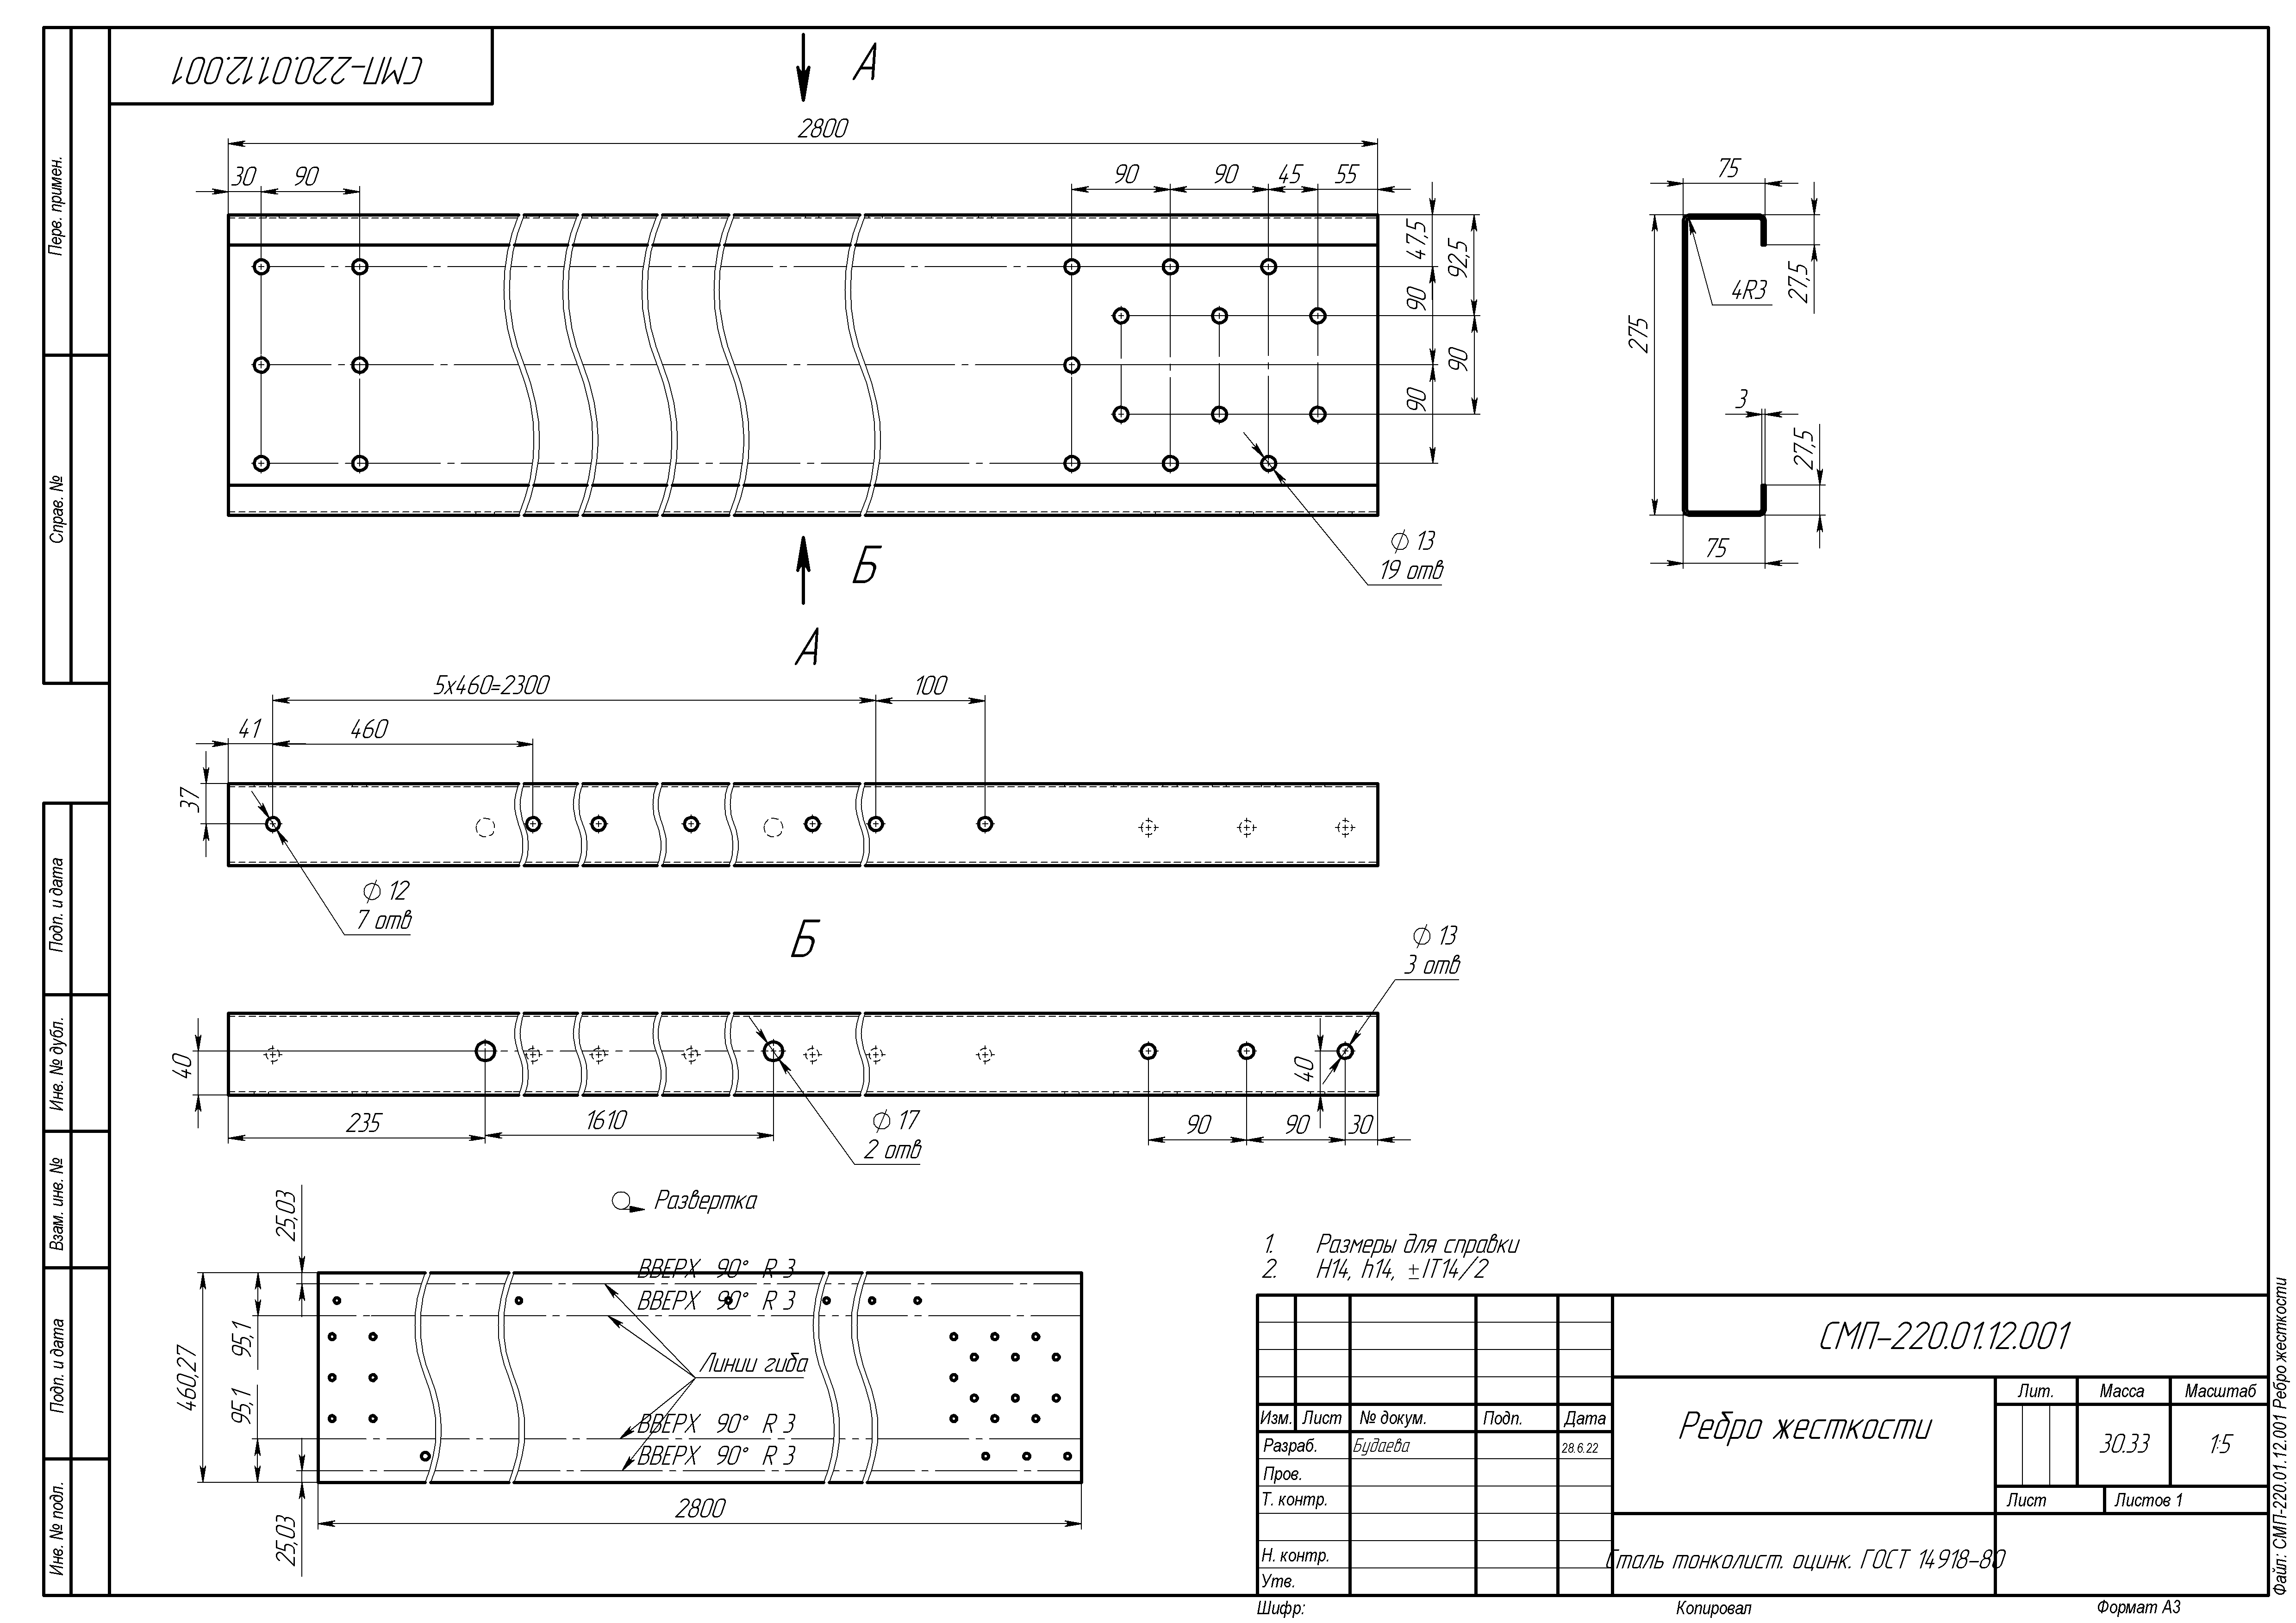 СМП-220.01.12.001
Перв. примен.
Справ. №
Подп. и дата
Инв. № дубл.
Взам. инв. №
Подп. и дата
Инв. № подл.
А
2800
30
90
90
90
45
55
47,5
92,5
90
90
90
⌀ 13
19 отв
Б
75
275
4R3
27,5
3
27,5
75
А
5х460=2300
100
41
460
37
⌀ 12
7 отв
Б
⌀ 13
3 отв
40
235
1610
⌀ 17
2 отв
40
90
90
30
Развертка
25,03
ВВЕРХ 90° R 3
ВВЕРХ 90° R 3
95,1
460,27
Линии гиба
95,1
ВВЕРХ 90° R 3
ВВЕРХ 90° R 3
2800
25,03
1. Размеры для справки
2. H14, h14, ±IT14/2
СМП-220.01.12.001
Ребро жесткости
Лит. Масса Масштаб
30.33 1:5
Лист Листов 1
Изм. Лист № докум. Подп. Дата
Разраб. Будаева 28.6.22
Пров.
Т. контр.
Н. контр.
Утв.
Сталь тонколист. оцинк. ГОСТ 14918-80
Шифр: Копировал Формат А3
Файл: СМП-220.01.12.001 Ребро жесткости